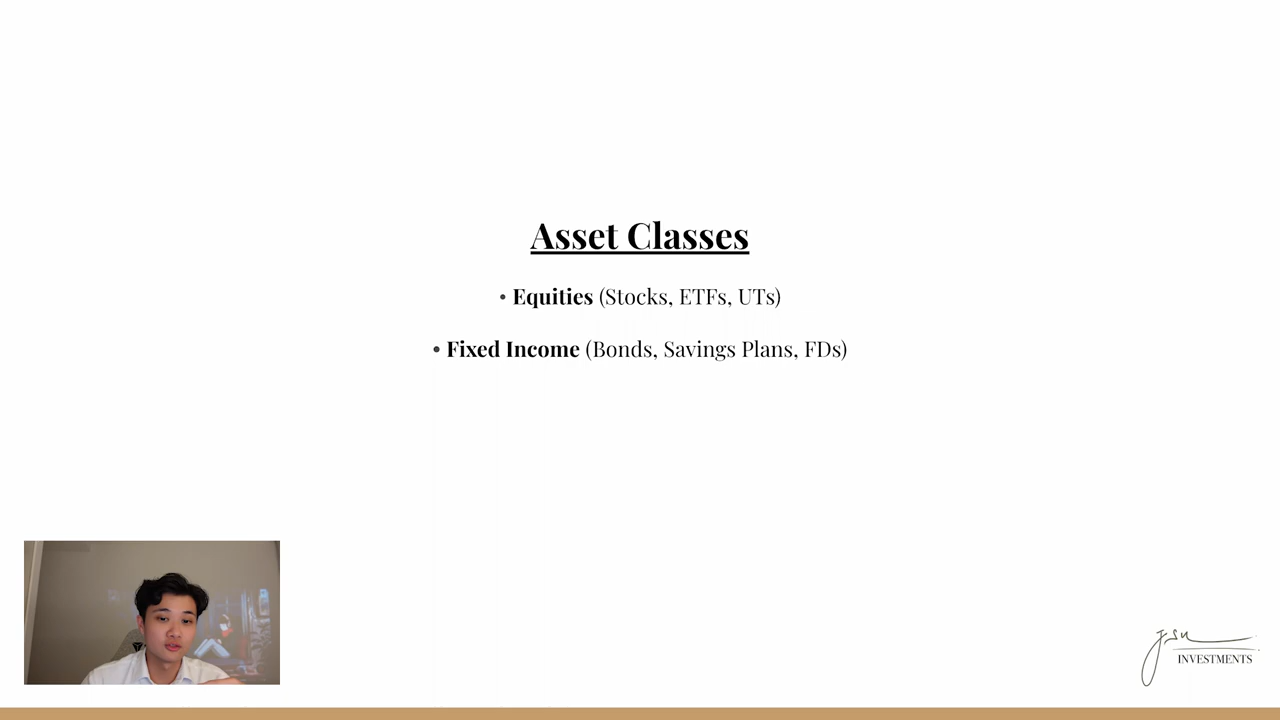 Asset Classes
• Equities (Stocks, ETFs, UTs)
• Fixed Income (Bonds, Savings Plans, FDs)
INVESTMENTS